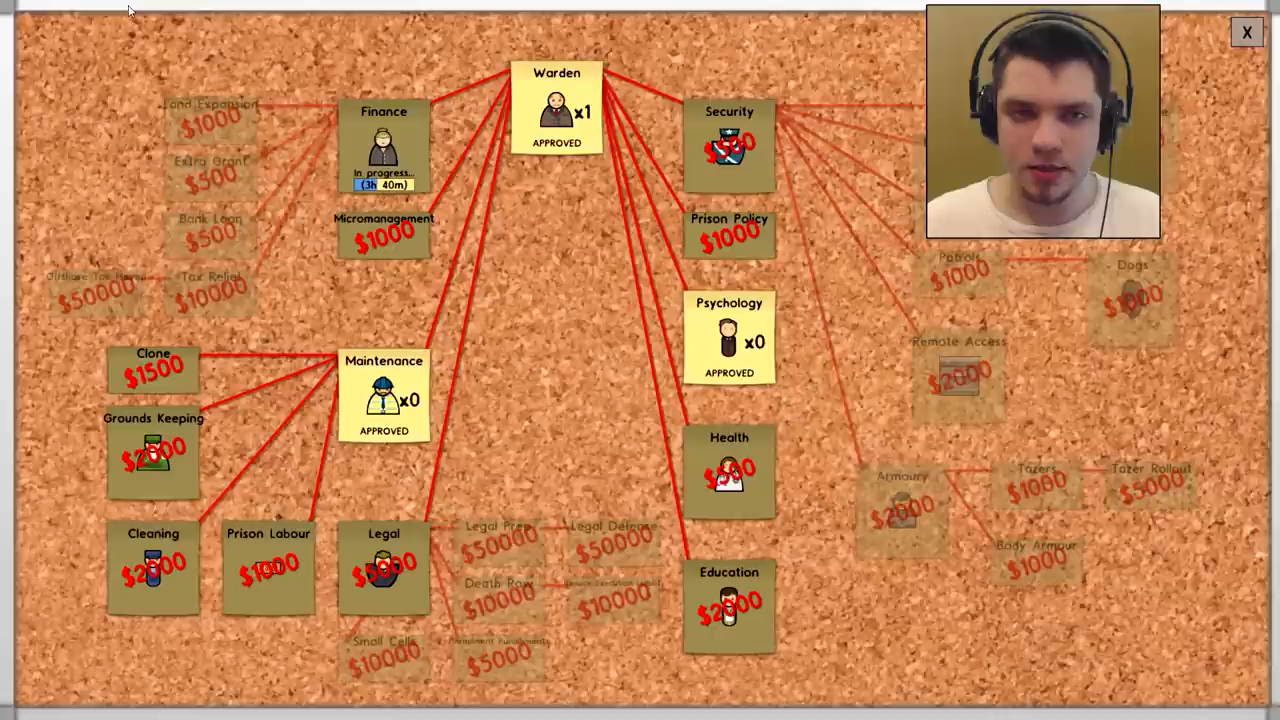 X
Warden
x1
APPROVED
Land Expansion
$1000
Extra Grant
$500
Bank Loan
$500
Offshore Tax Haven
$50000
Tax Relief
$10000
Finance
In progress...
(3h 40m)
Micromanagement
$1000
Security
$500
Prison Policy
$1000
Psychology
x0
APPROVED
Patrols
$1000
Dogs
$1000
Remote Access
$2000
Clone
$1500
Grounds Keeping
$2000
Maintenance
x0
APPROVED
Health
$500
Armoury
$2000
Tazers
$1000
Tazer Rollout
$5000
Body Armour
$1000
Cleaning
$2000
Prison Labour
$1000
Legal
$5000
Legal Prep
$50000
Legal Defense
$50000
Death Row
$10000
$10000
Small Cells
$10000
$5000
Education
$2000